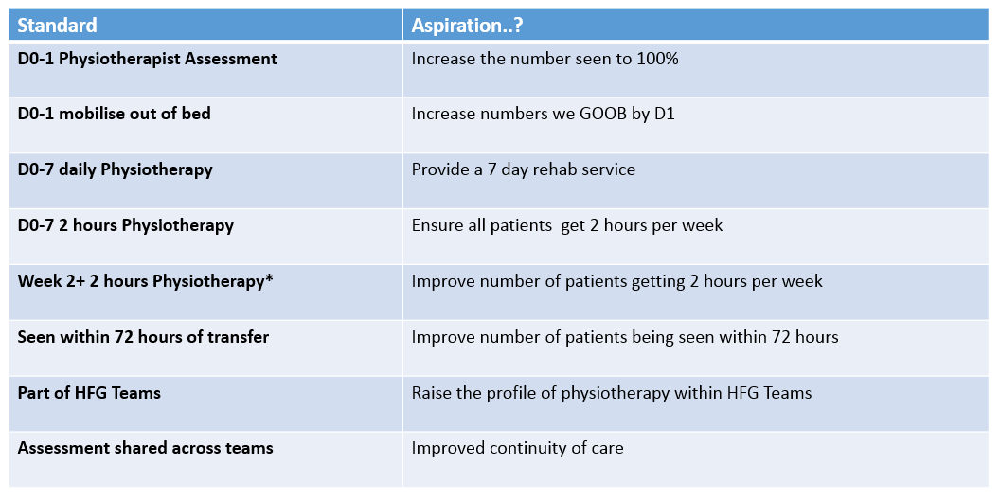 Standard
Aspiration..?
D0-1 Physiotherapist Assessment
Increase the number seen to 100%
D0-1 mobilise out of bed
Increase numbers we GOOB by D1
D0-7 daily Physiotherapy
Provide a 7 day rehab service
D0-7 2 hours Physiotherapy
Ensure all patients  get 2 hours per week
Week 2+ 2 hours Physiotherapy*
Improve number of patients getting 2 hours per week
Seen within 72 hours of transfer
Improve number of patients being seen within 72 hours
Part of HFG Teams
Raise the profile of physiotherapy within HFG Teams
Assessment shared across teams
Improved continuity of care